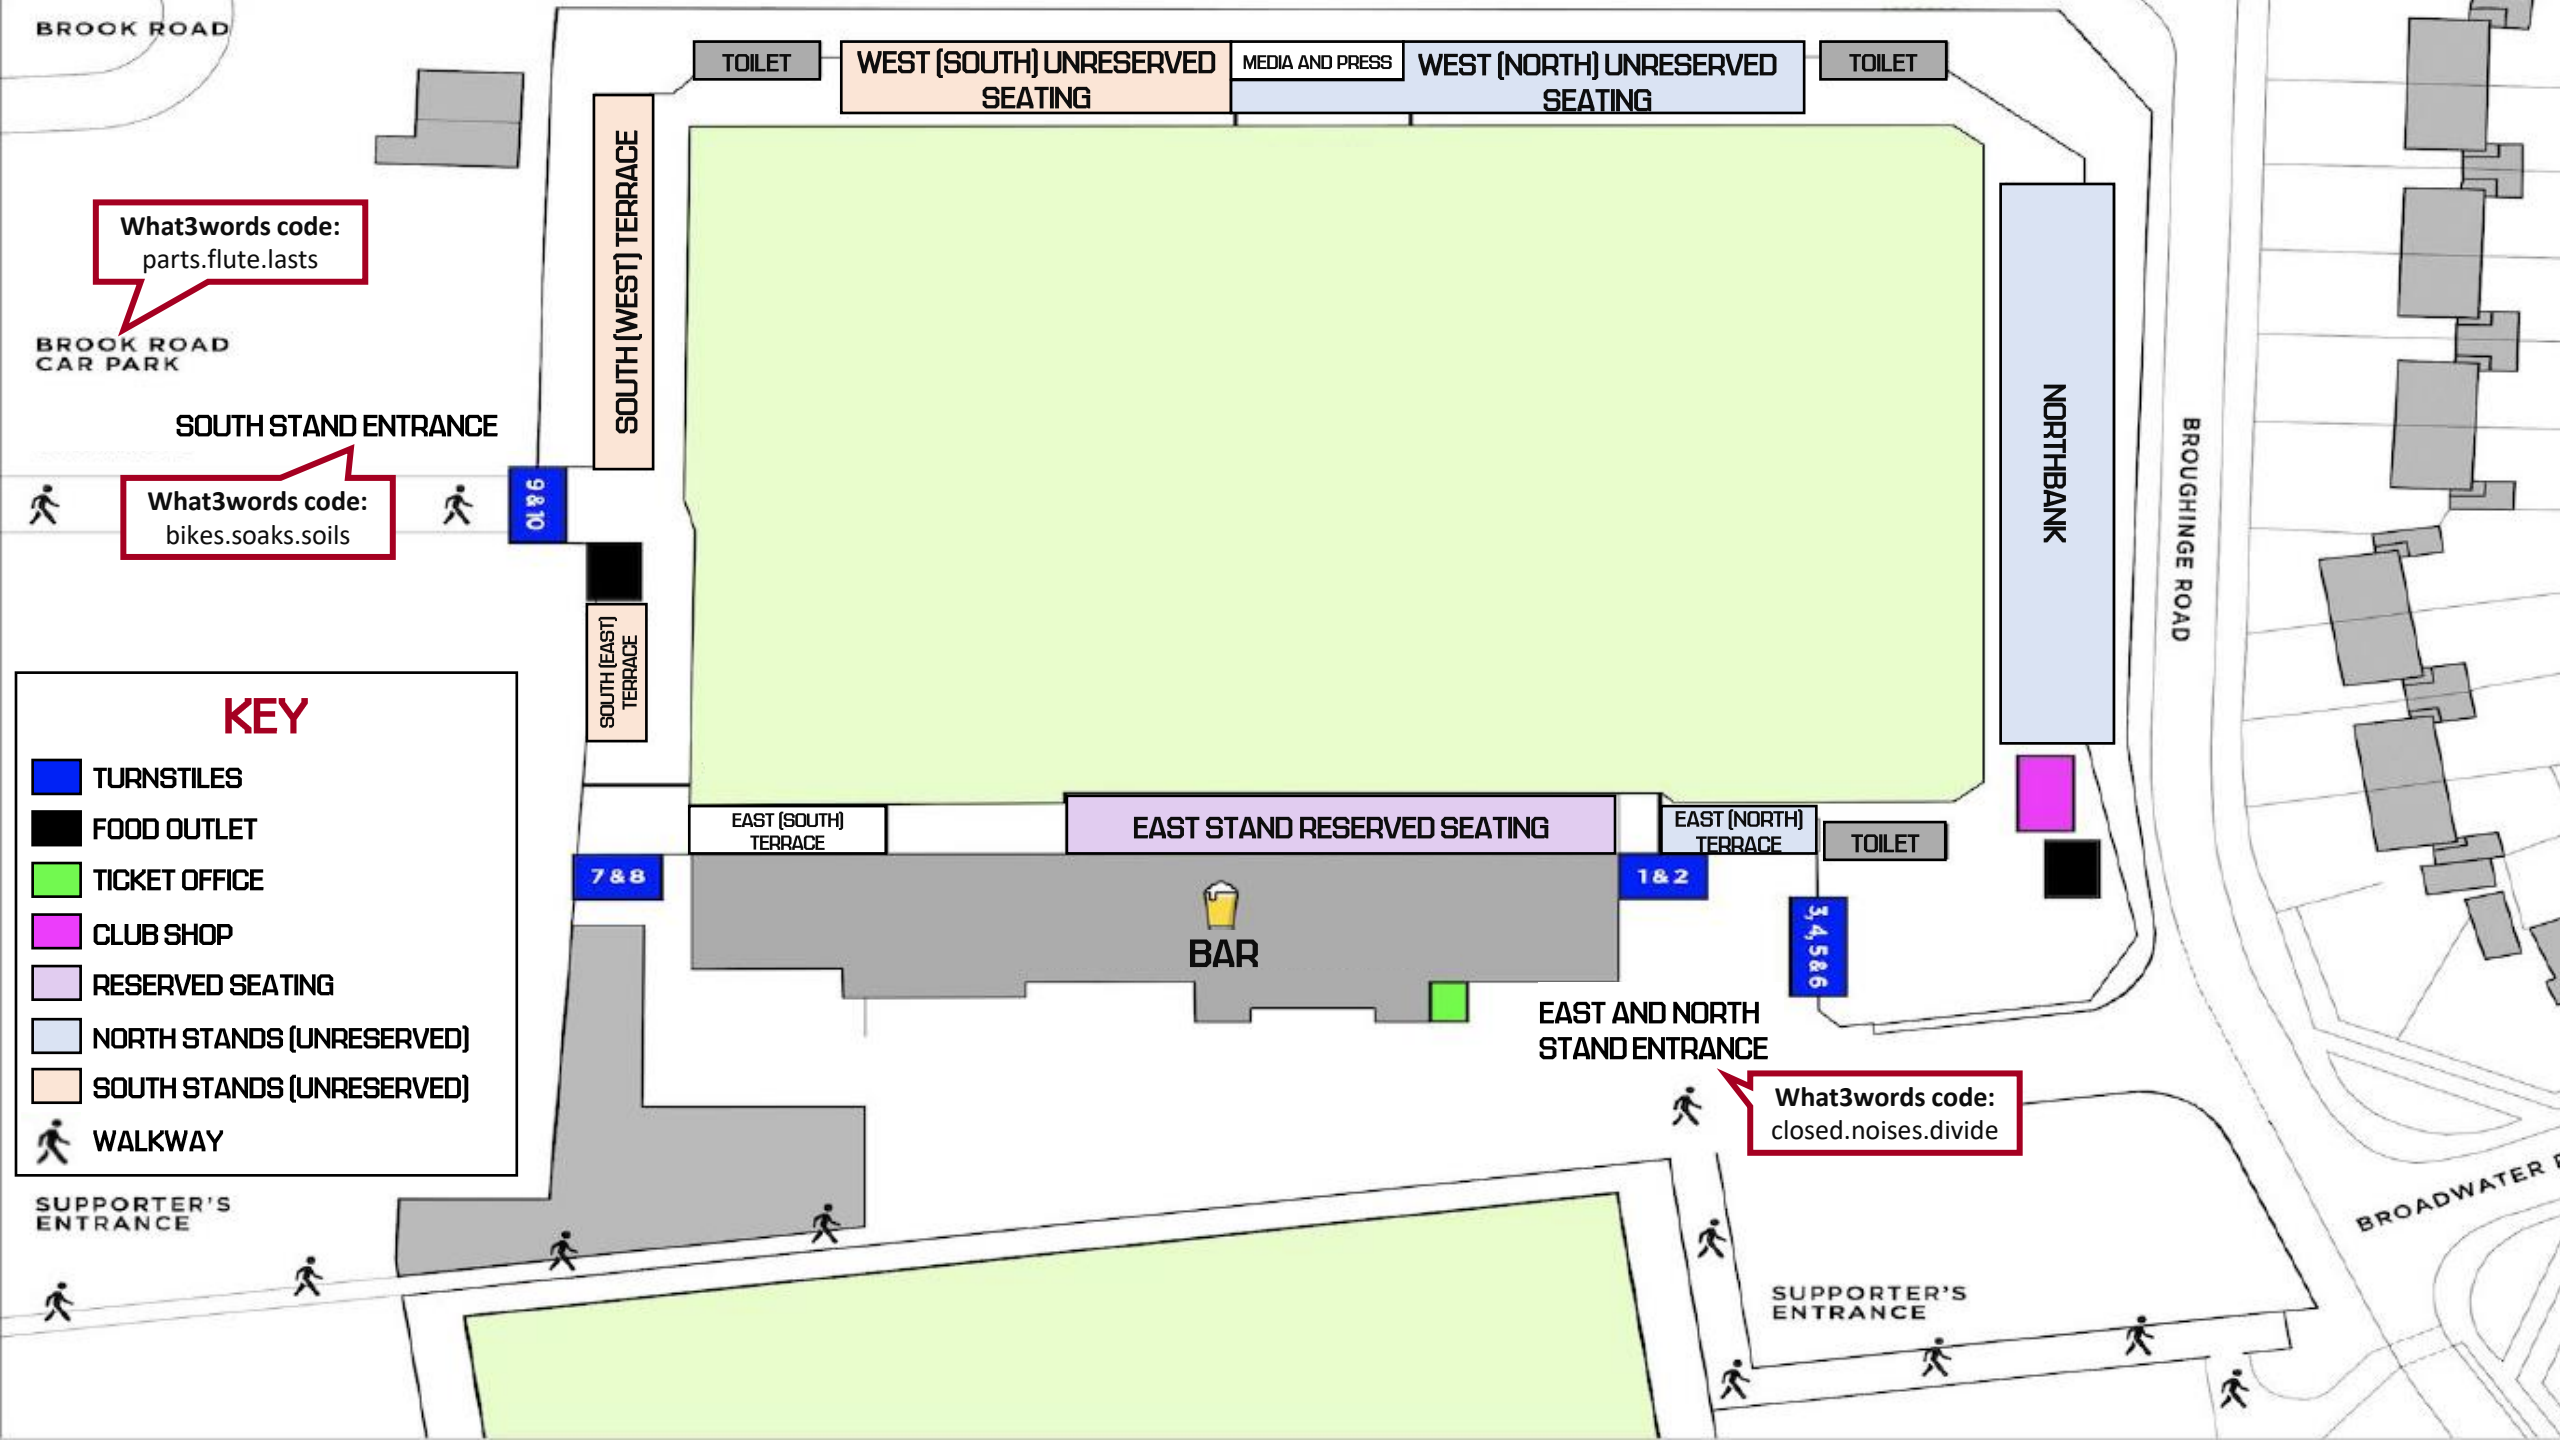 BROOK ROAD
TOILET
WEST (SOUTH) UNRESERVED
SEATING
MEDIA AND PRESS
WEST (NORTH) UNRESERVED
SEATING
TOILET
SOUTH (WEST) TERRACE
What3words code:
parts.flute.lasts
BROOK ROAD
CAR PARK
SOUTH STAND ENTRANCE
What3words code:
bikes.soaks.soils
9 & 10
NORTHBANK
BROUGHINGE ROAD
SOUTH (EAST)
TERRACE
KEY
TURNSTILES
FOOD OUTLET
TICKET OFFICE
CLUB SHOP
RESERVED SEATING
NORTH STANDS (UNRESERVED)
SOUTH STANDS (UNRESERVED)
WALKWAY
EAST (SOUTH)
TERRACE
EAST STAND RESERVED SEATING
EAST (NORTH)
TERRACE
TOILET
7 & 8
1 & 2
3, 4, 5 & 6
BAR
EAST AND NORTH
STAND ENTRANCE
What3words code:
closed.noises.divide
SUPPORTER'S
ENTRANCE
SUPPORTER'S
ENTRANCE
BROADWATER